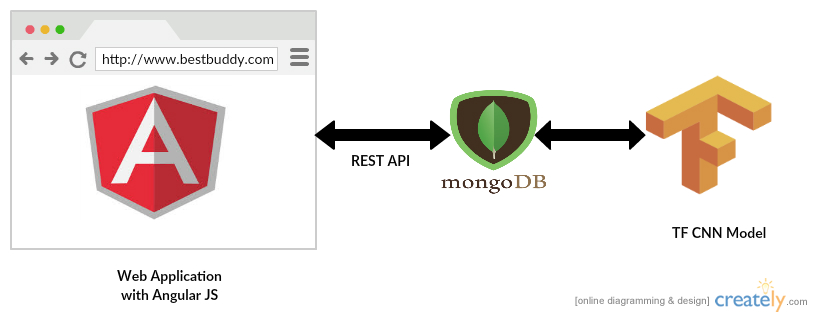 http://www.bestbuddy.com
A
REST API
mongoDB
TF CNN Model
Web Application
with Angular JS
[online diagramming & design] creately.com